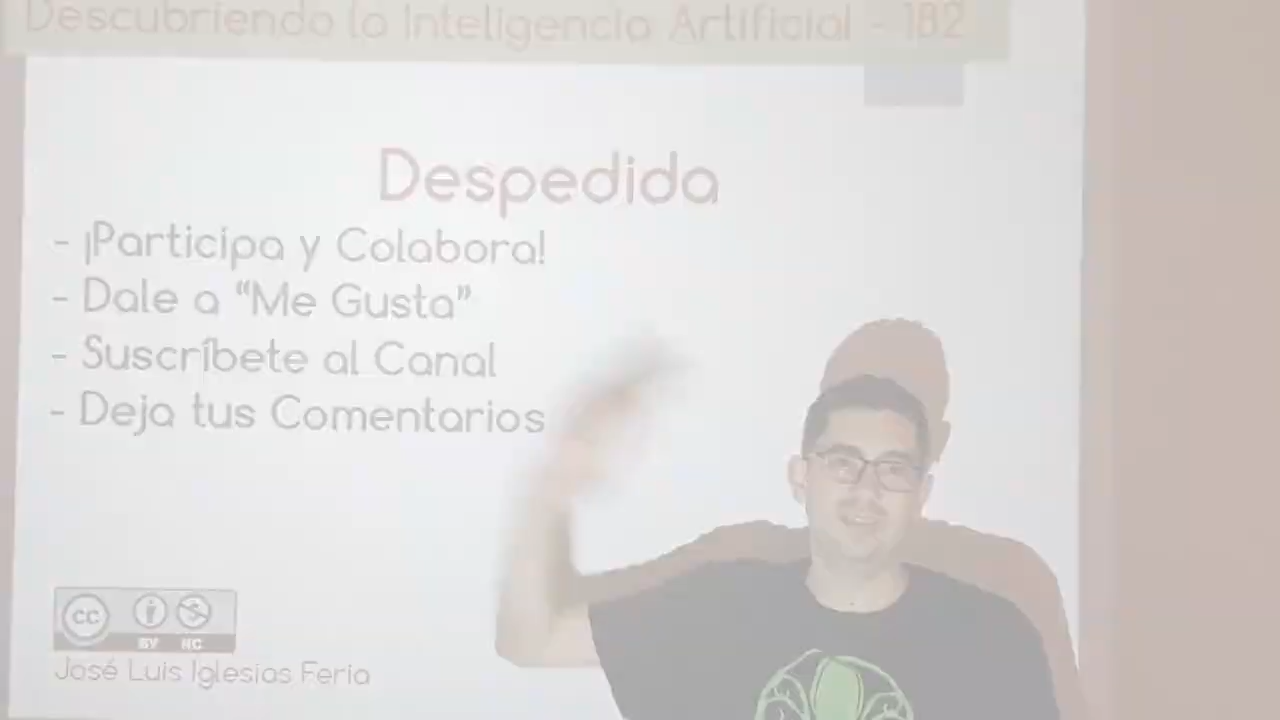 Descubriendo la Inteligencia Artificial - 182
Despedida
- ¡Participa y Colabora!
- Dale a “Me Gusta”
- Suscríbete al Canal
- Deja tus Comentarios
cc
BY NC
José Luis Iglesias Feria